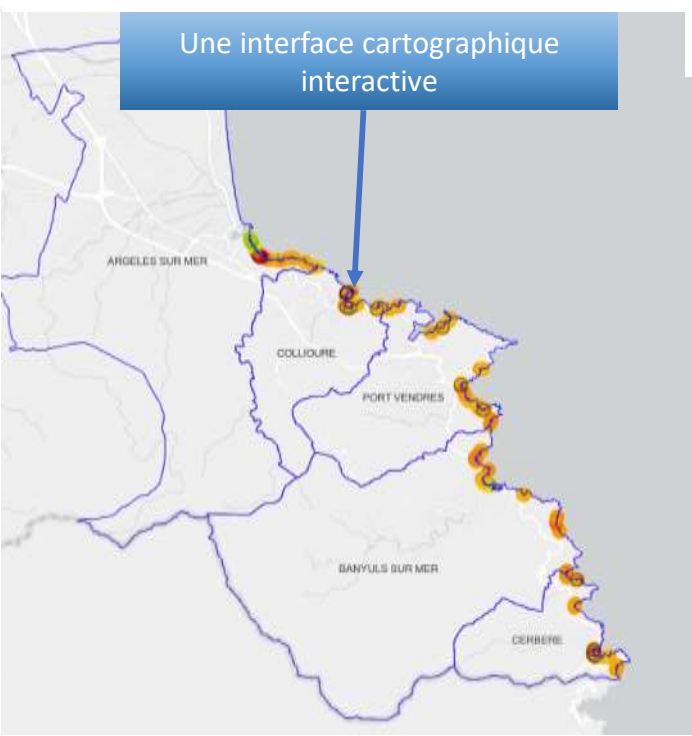 Une interface cartographique
interactive
ARGELES SUR MER
COLLIOURE
PORT VENDRES
BANYULS SUR MER
CERBERE